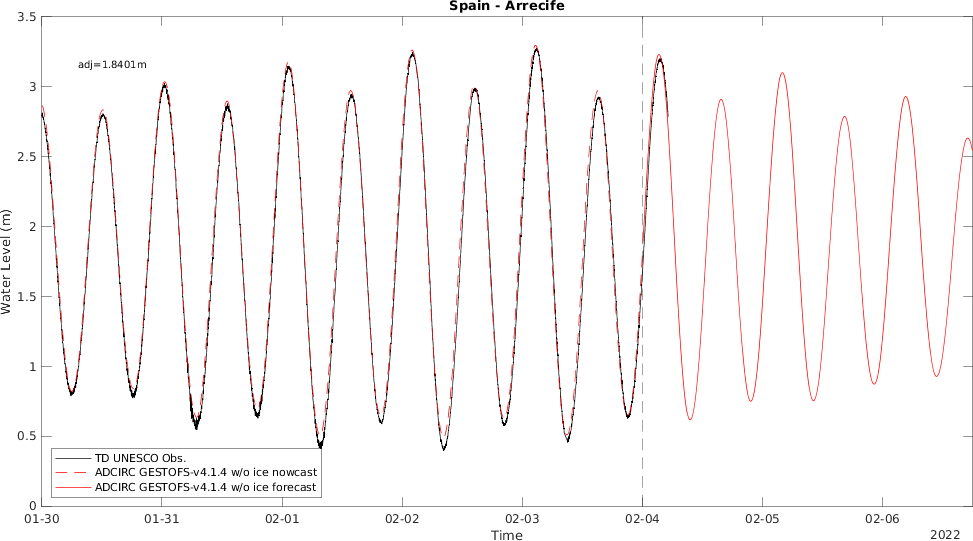 Spain - Arrecife
3.5
adj=1.8401m
3
2.5
2
1.5
1
0.5
0
Water Level (m)
TD UNESCO Obs.
ADCIRC GESTOFS-v4.1.4 w/o ice nowcast
ADCIRC GESTOFS-v4.1.4 w/o ice forecast
01-30 01-31 02-01 02-02 02-03 02-04 02-05 02-06
Time
2022